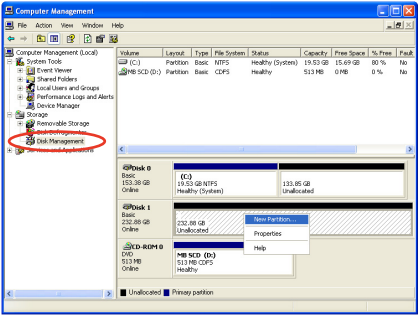 Computer Management
File Action View Window Help
Computer Management (Local)
System Tools
Event Viewer
Shared Folders
Local Users and Groups
Performance Logs and Alerts
Device Manager
Storage
Removable Storage
Disk Defragmenter
Disk Management
Services and Applications
Volume Layout Type File System Status Capacity Free Space % Free Fault
(C:) Partition Basic NTFS Healthy (System) 19.53 GB 15.69 GB 80 % No
MB SCD (D:) Partition Basic CDFS Healthy 513 MB 0 MB 0 % No
Disk 0
Basic
153.38 GB
Online
(C:)
19.53 GB NTFS
Healthy (System)
133.85 GB
Unallocated
Disk 1
Basic
232.88 GB
Online
232.88 GB
Unallocated
New Partition...
Properties
Help
CD-ROM 0
DVD
513 MB
Online
MB SCD (D:)
513 MB CDFS
Healthy
Unallocated Primary partition